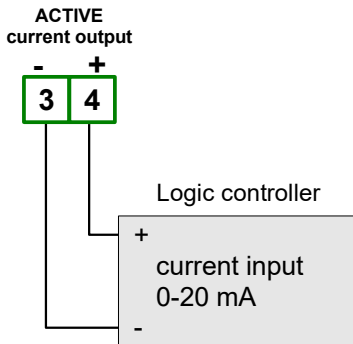 ACTIVE
current output
- +
3 4
Logic controller
+
current input
0-20 mA
-